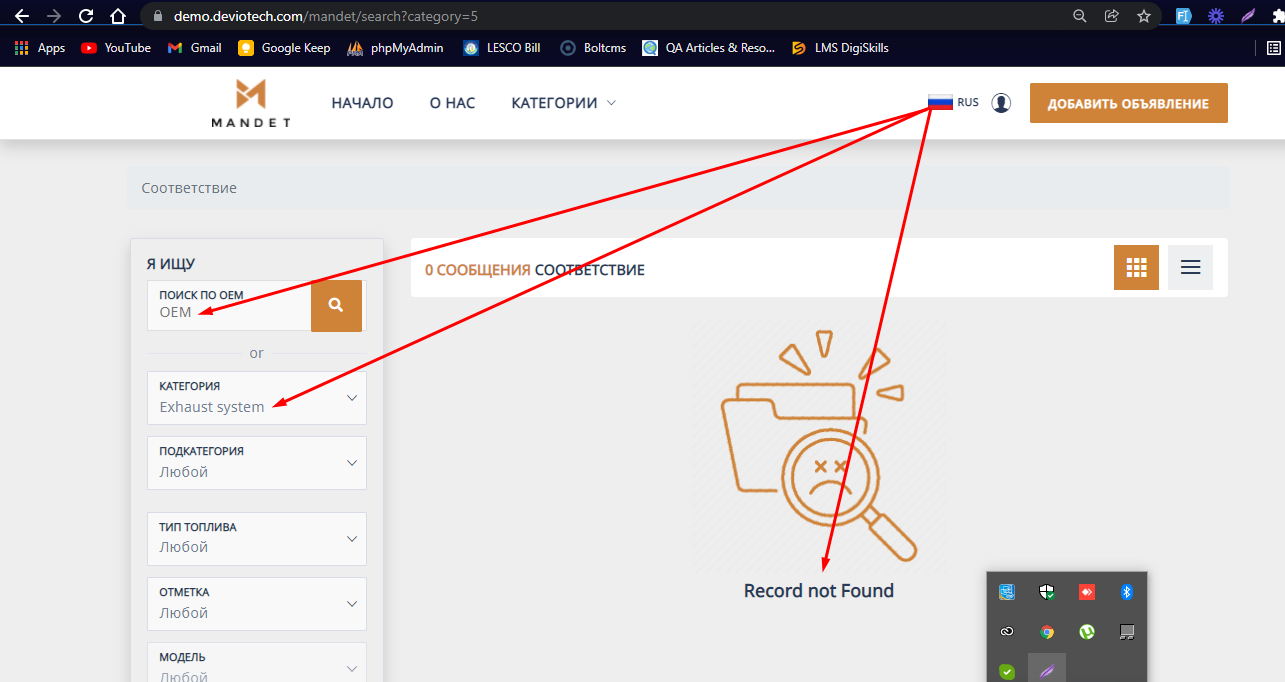 demo.deviotech.com/mandet/search?category=5
Apps YouTube Gmail Google Keep phpMyAdmin LESCO Bill Boltcms QA Articles & Reso... LMS DigiSkills
MANDET
НАЧАЛО О НАС КАТЕГОРИИ
RUS
ДОБАВИТЬ ОБЪЯВЛЕНИЕ
Соответствие
Я ИЩУ
ПОИСК ПО OEM
OEM
or
КАТЕГОРИЯ
Exhaust system
ПОДКАТЕГОРИЯ
Любой
ТИП ТОПЛИВА
Любой
ОТМЕТКА
Любой
МОДЕЛЬ
Любой
0 СООБЩЕНИЯ СООТВЕТСТВИЕ
Record not Found